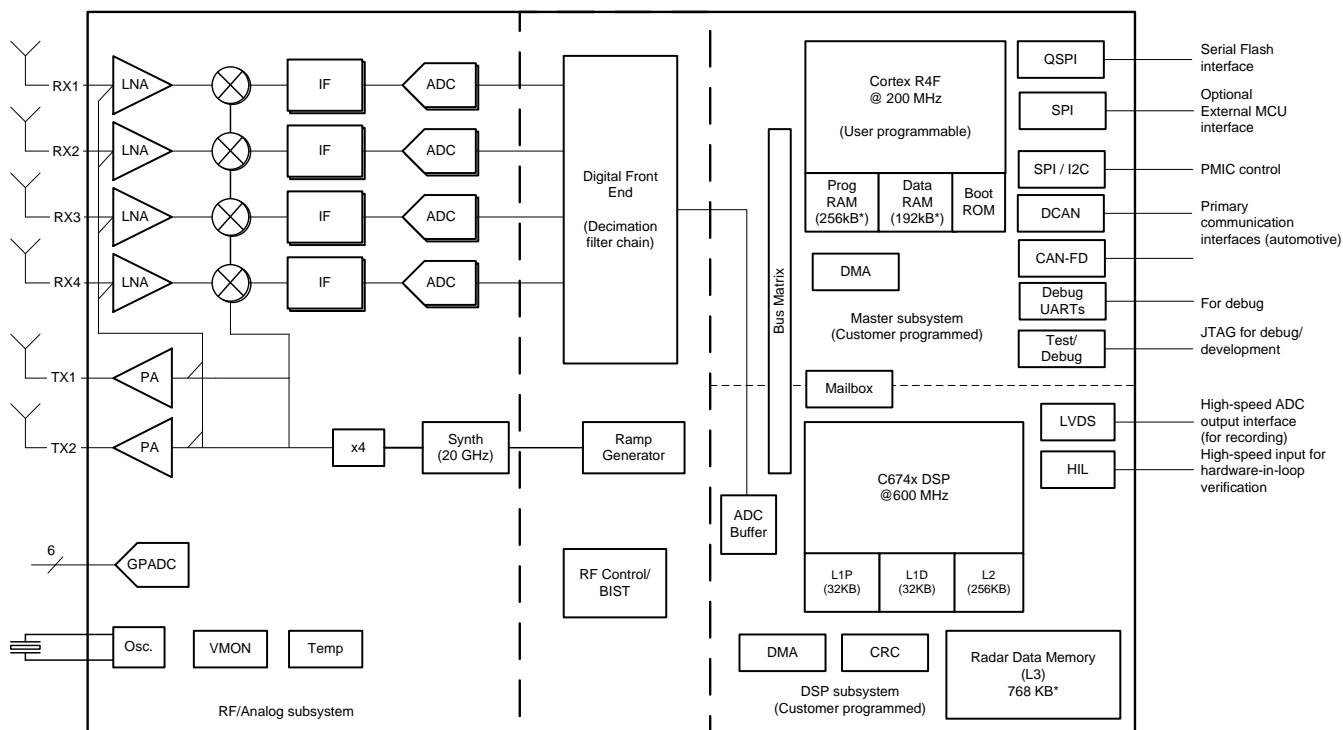 RX1
LNA
IF
ADC
RX2
LNA
IF
ADC
RX3
LNA
IF
ADC
RX4
LNA
IF
ADC
TX1
PA
TX2
PA
x4
Synth
(20 GHz)
Ramp
Generator
Digital Front
End
(Decimation
filter chain)
6
GPADC
RF Control/
BIST
Osc.
VMON
Temp
RF/Analog subsystem
Bus Matrix
ADC
Buffer
Cortex R4F
@ 200 MHz
(User programmable)
Prog
RAM
(256kB*)
Data
RAM
(192kB*)
Boot
ROM
DMA
Master subsystem
(Customer programmed)
Mailbox
QSPI
Serial Flash
interface
SPI
Optional
External MCU
interface
SPI / I2C
PMIC control
DCAN
CAN-FD
Primary
communication
interfaces (automotive)
Debug
UARTs
For debug
Test/
Debug
JTAG for debug/
development
LVDS
High-speed ADC
output interface
(for recording)
HIL
High-speed input for
hardware-in-loop
verification
C674x DSP
@600 MHz
L1P
(32KB)
L1D
(32KB)
L2
(256KB)
DMA
CRC
DSP subsystem
(Customer programmed)
Radar Data Memory
(L3)
768 KB*